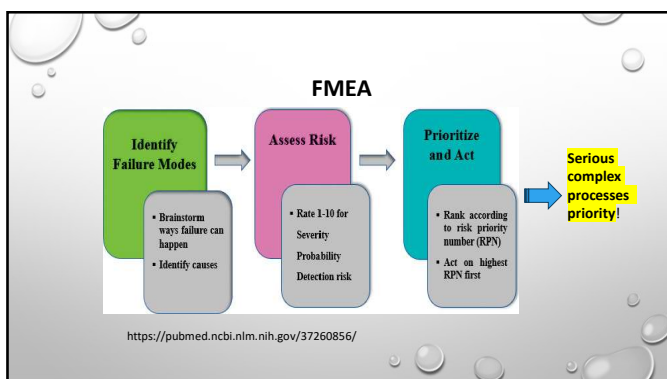 FMEA
Identify
Failure Modes
▪ Brainstorm
ways failure can
happen
▪ Identify causes
Assess Risk
▪ Rate 1-10 for
Severity
Probability
Detection risk
Prioritize
and Act
▪ Rank according
to risk priority
number (RPN)
▪ Act on highest
RPN first
Serious
complex
processes
priority!
https://pubmed.ncbi.nlm.nih.gov/37260856/